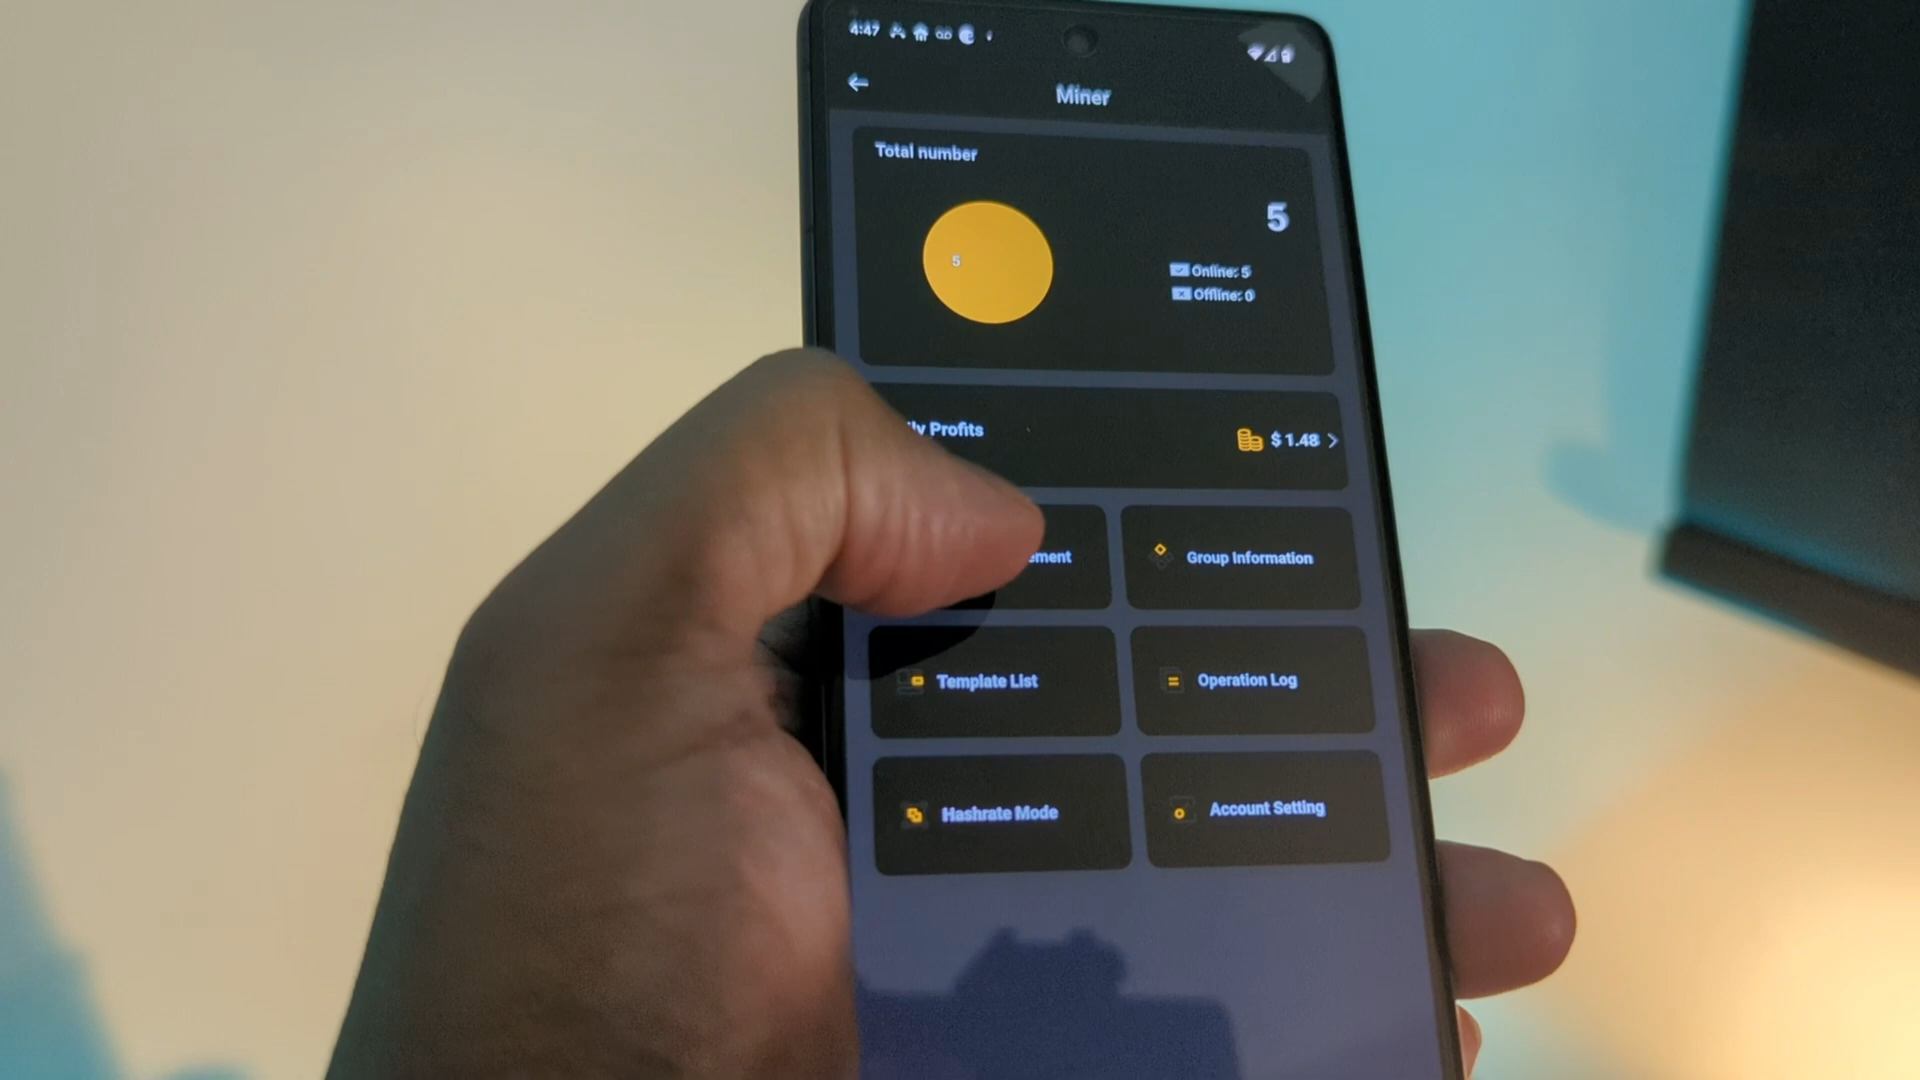 4:47
Miner
Total number
5
5
Online: 5
Offline: 0
ly Profits
$ 1.48
ement
Group Information
Template List
Operation Log
Hashrate Mode
Account Setting